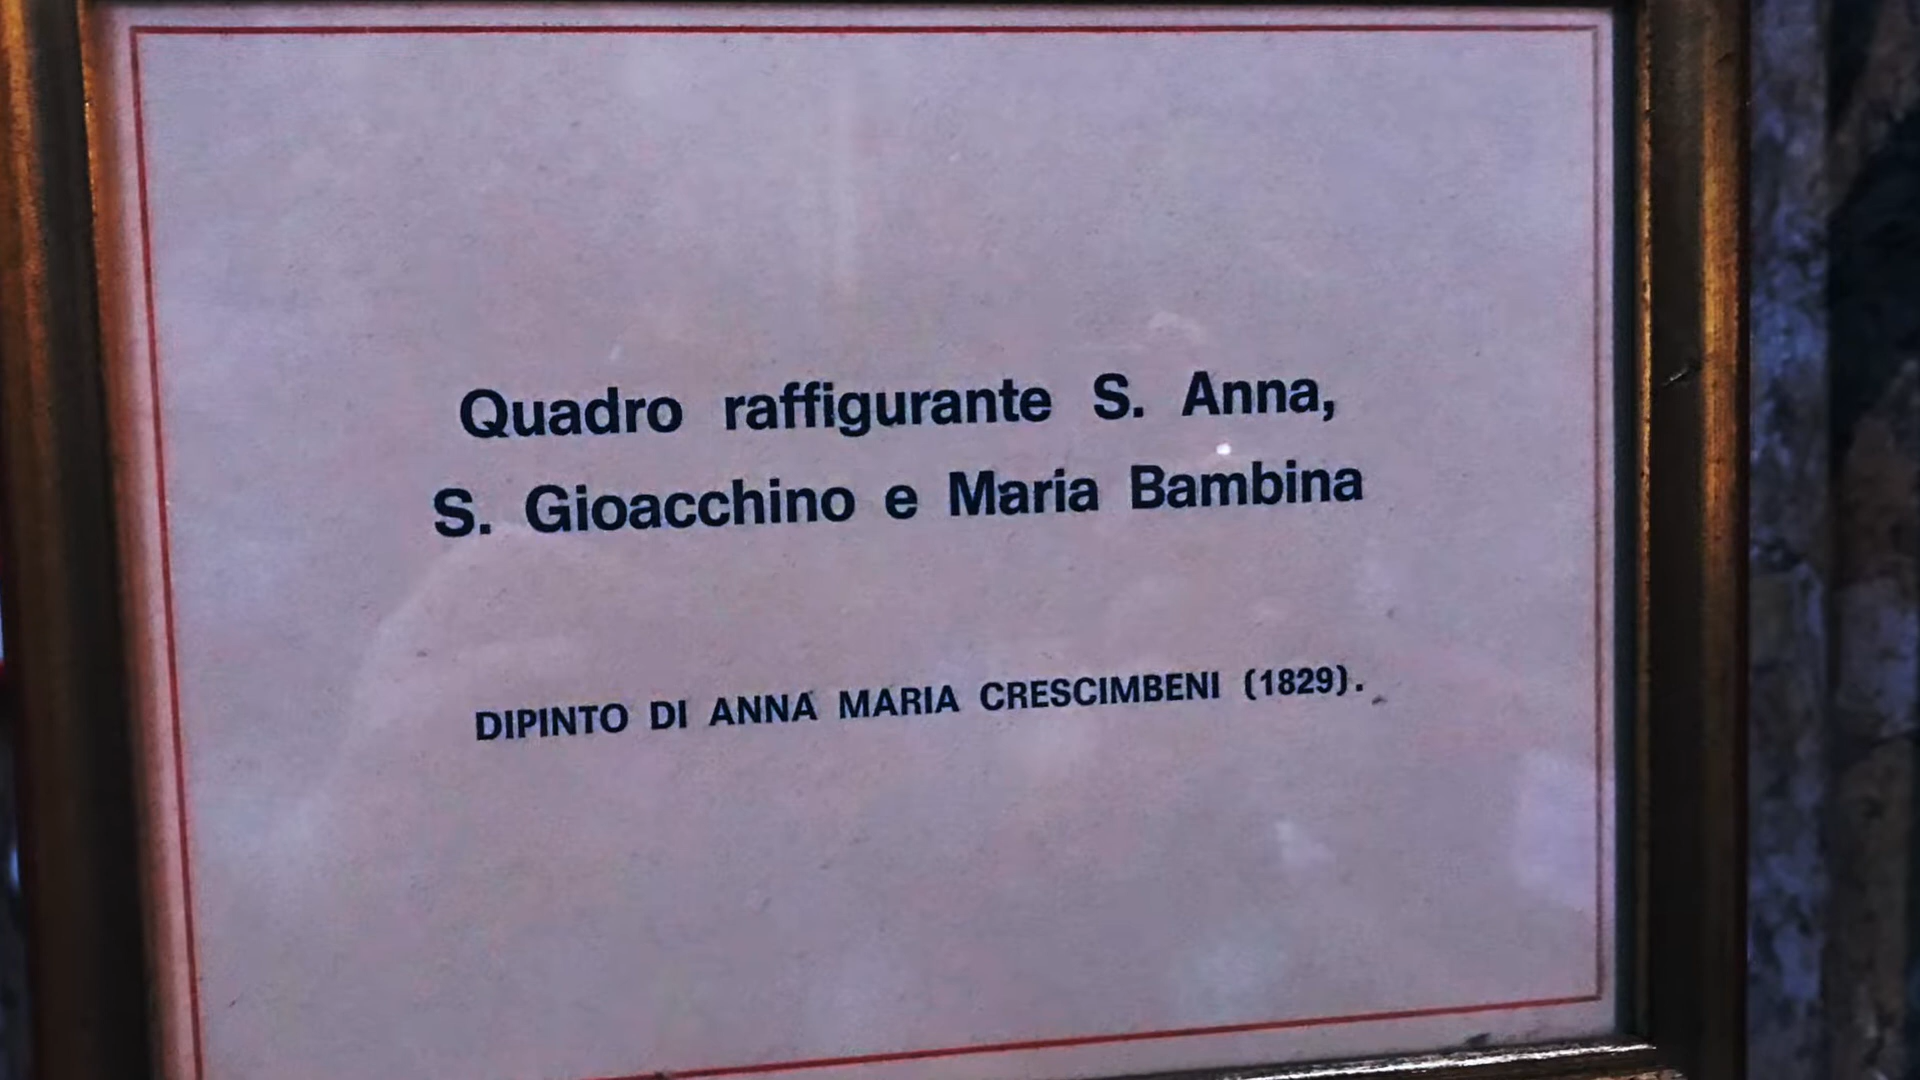 Quadro raffigurante S. Anna,
S. Gioacchino e Maria Bambina
DIPINTO DI ANNA MARIA CRESCIMBENI (1829).